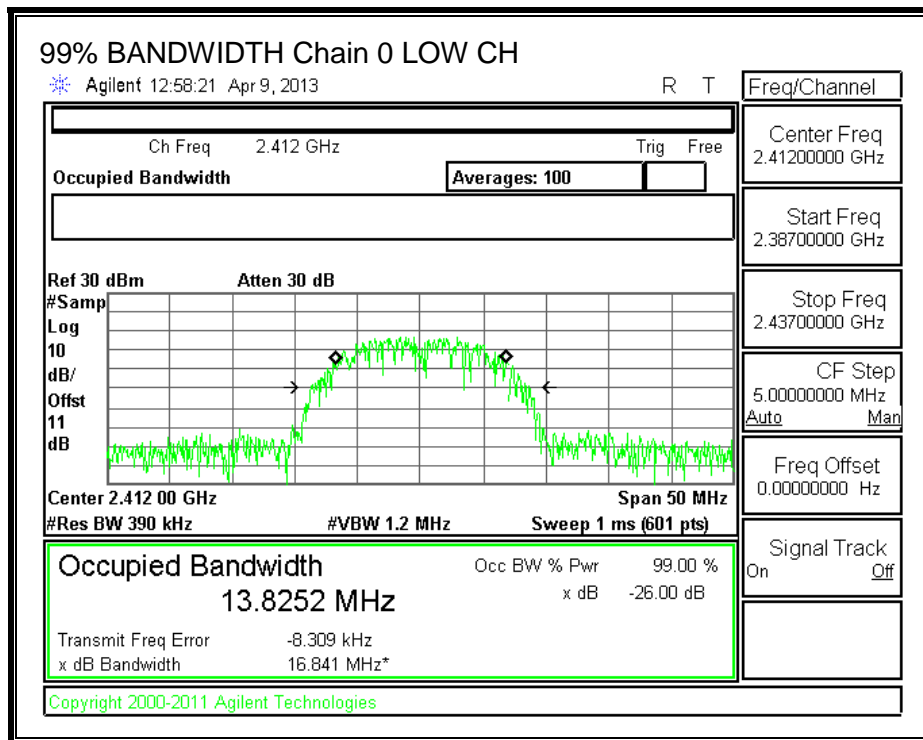 99% BANDWIDTH Chain 0 LOW CH
Agilent 12:58:21 Apr 9, 2013 R T
Freq/Channel
Ch Freq 2.412 GHz Trig Free
Occupied Bandwidth Averages: 100
Center Freq
2.41200000 GHz
Start Freq
2.38700000 GHz
Stop Freq
2.43700000 GHz
CF Step
5.00000000 MHz
Auto Man
Freq Offset
0.00000000 Hz
Signal Track
On Off
Ref 30 dBm Atten 30 dB
#Samp
Log
10
dB/
Offst
11
dB
Center 2.412 00 GHz Span 50 MHz
#Res BW 390 kHz #VBW 1.2 MHz Sweep 1 ms (601 pts)
Occupied Bandwidth Occ BW % Pwr 99.00 %
13.8252 MHz x dB -26.00 dB
Transmit Freq Error -8.309 kHz
x dB Bandwidth 16.841 MHz*
Copyright 2000-2011 Agilent Technologies